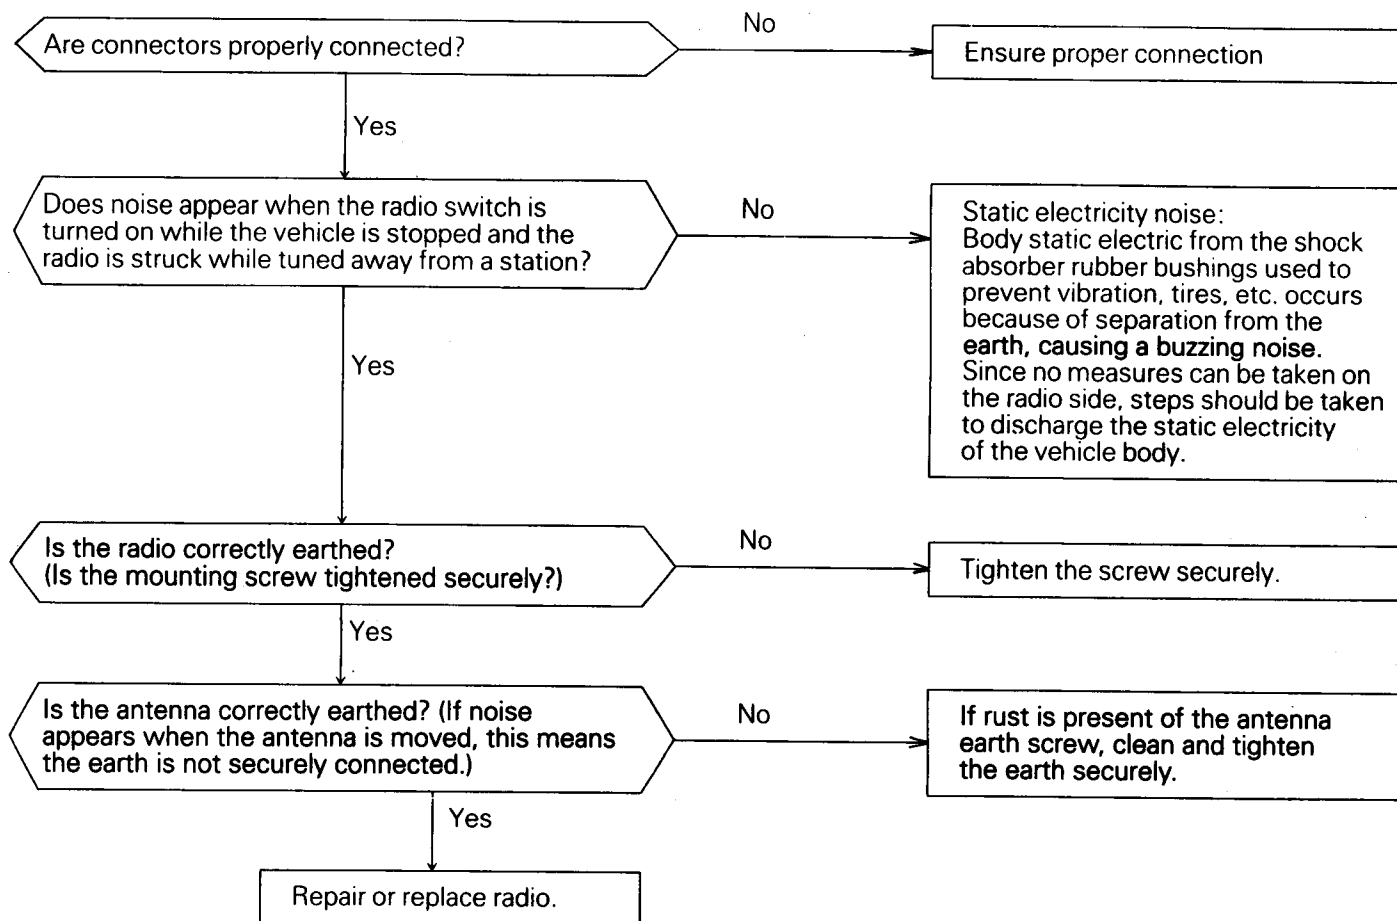 Are connectors properly connected?
No
Ensure proper connection
Yes
Does noise appear when the radio switch is
turned on while the vehicle is stopped and the
radio is struck while tuned away from a station?
No
Static electricity noise:
Body static electric from the shock
absorber rubber bushings used to
prevent vibration, tires, etc. occurs
because of separation from the
earth, causing a buzzing noise.
Since no measures can be taken on
the radio side, steps should be taken
to discharge the static electricity
of the vehicle body.
Yes
Is the radio correctly earthed?
(Is the mounting screw tightened securely?)
No
Tighten the screw securely.
Yes
Is the antenna correctly earthed? (If noise
appears when the antenna is moved, this means
the earth is not securely connected.)
No
If rust is present of the antenna
earth screw, clean and tighten
the earth securely.
Yes
Repair or replace radio.